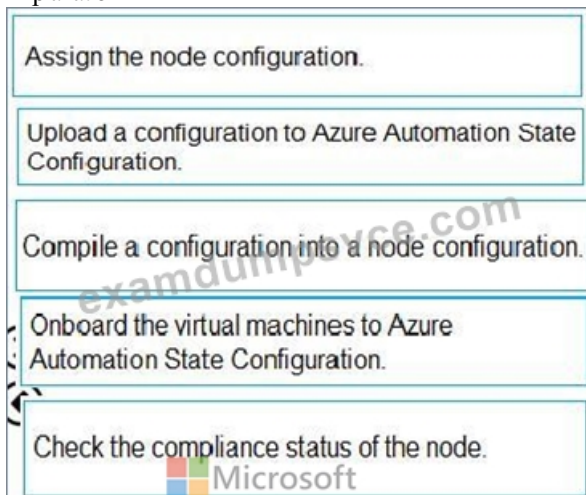 Assign the node configuration.
Upload a configuration to Azure Automation State
Configuration.
Compile a configuration into a node configuration.
examdumpsvce.com
Onboard the virtual machines to Azure
Automation State Configuration.
Check the compliance status of the node.
Microsoft